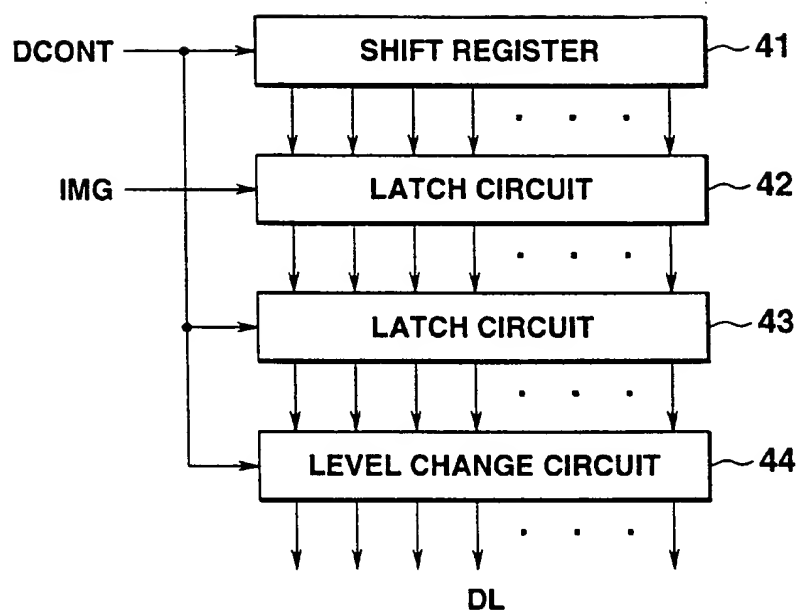 DCONT
SHIFT REGISTER
41
IMG
LATCH CIRCUIT
42
LATCH CIRCUIT
43
LEVEL CHANGE CIRCUIT
44
DL